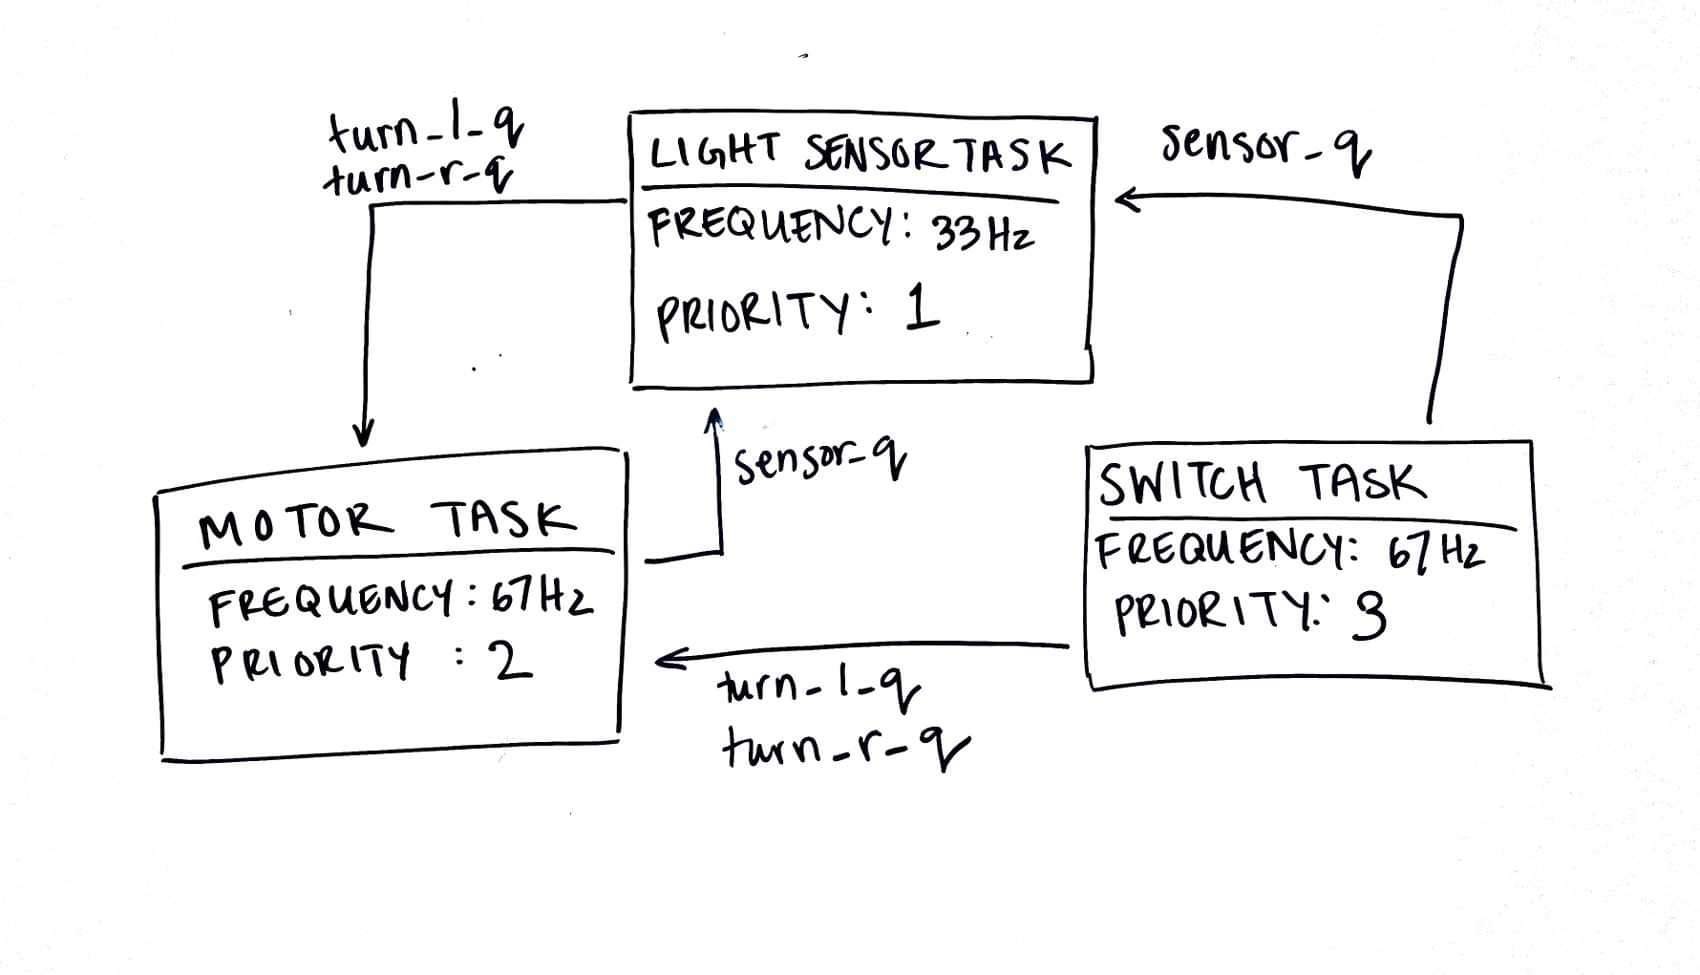 turn_l_q
turn_r_q
LIGHT SENSOR TASK
FREQUENCY: 33Hz
PRIORITY: 1
sensor_q
sensor_q
MOTOR TASK
FREQUENCY: 67Hz
PRIORITY : 2
SWITCH TASK
FREQUENCY: 67Hz
PRIORITY: 3
turn_l_q
turn_r_q